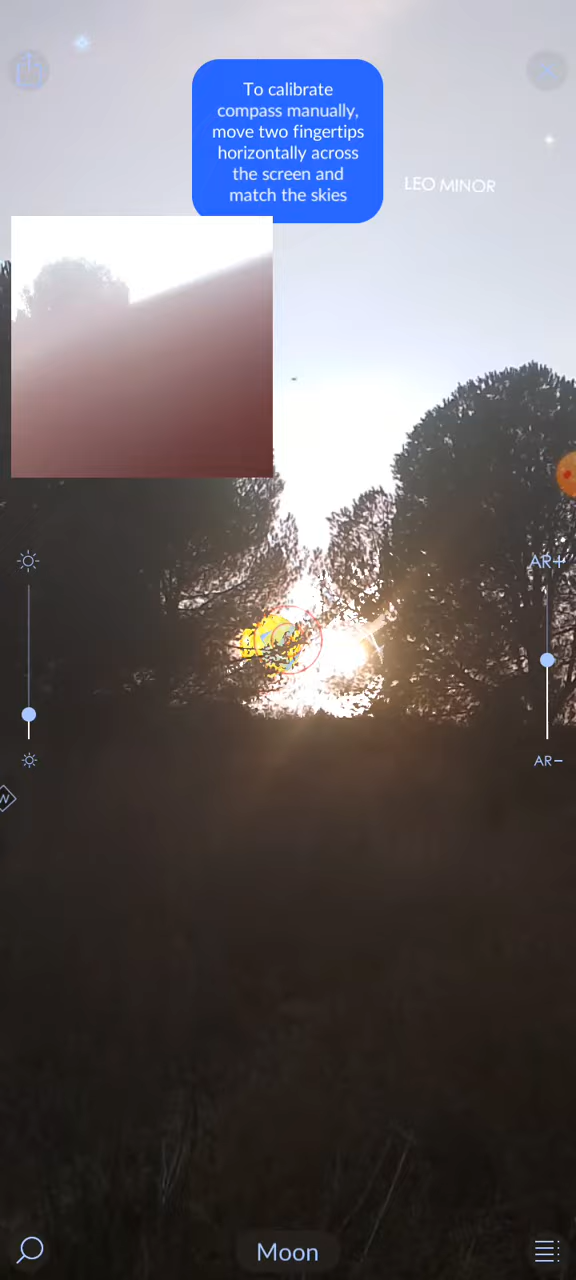 To calibrate
compass manually,
move two fingertips
horizontally across
the screen and
match the skies
LEO MINOR
AR+
AR−
Moon